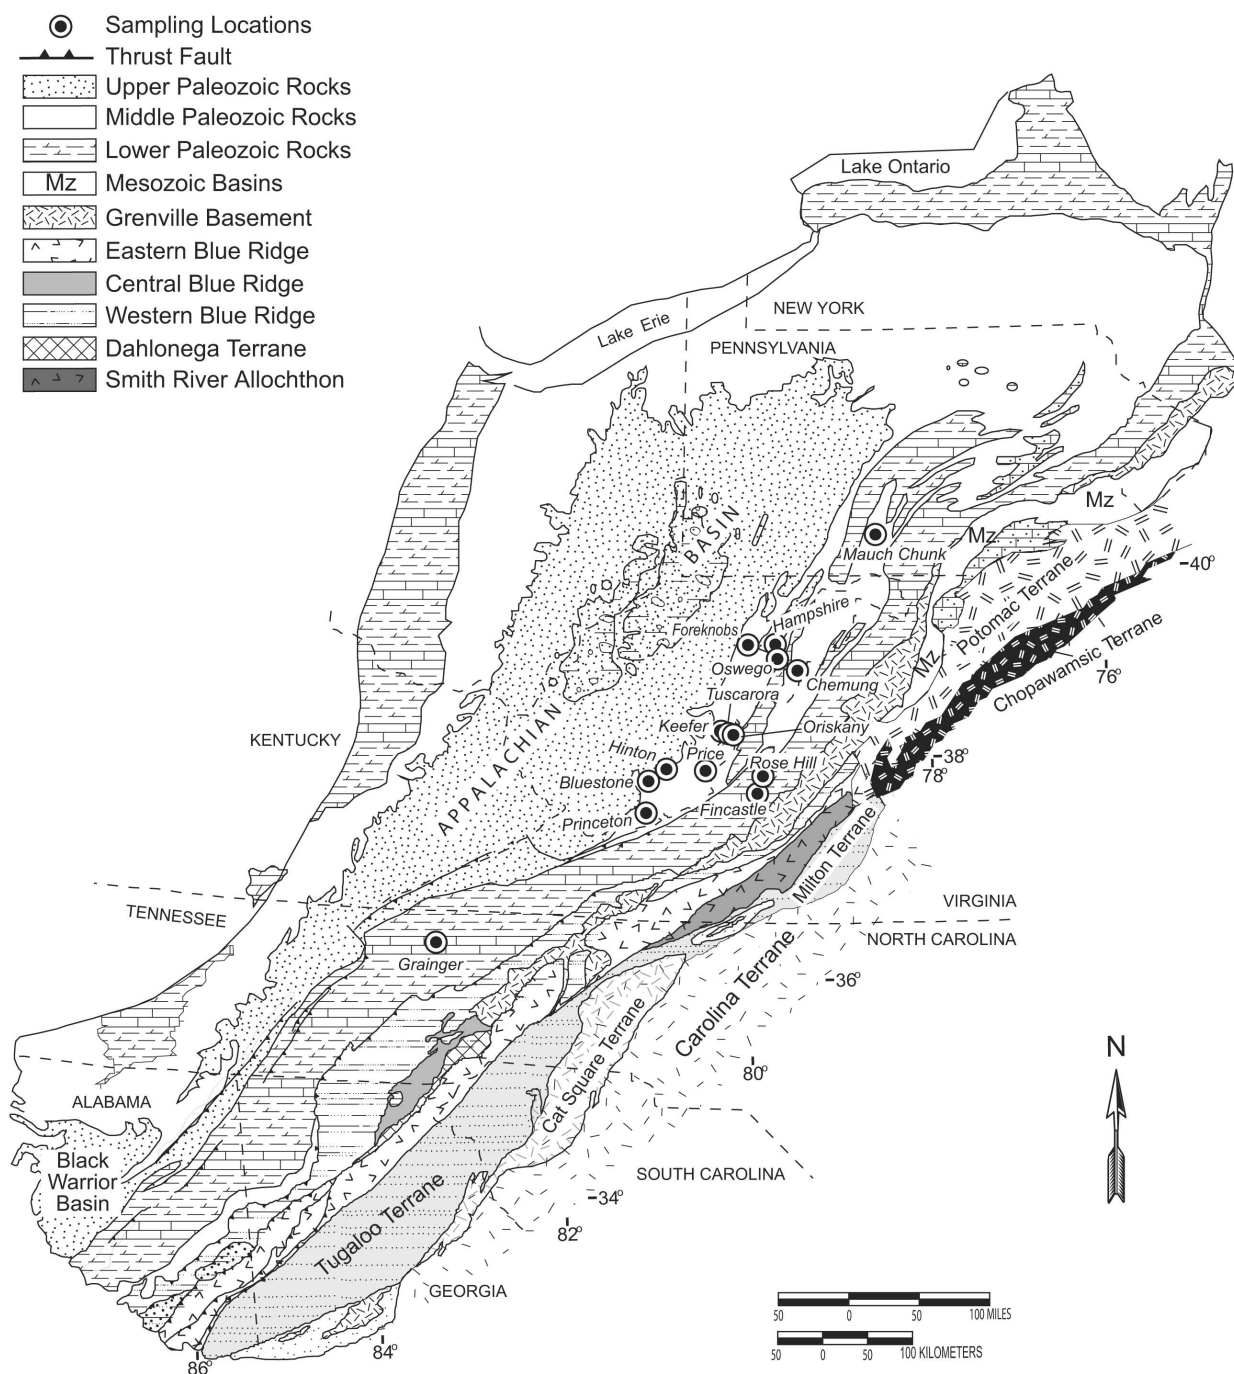 Sampling Locations
Thrust Fault
Upper Paleozoic Rocks
Middle Paleozoic Rocks
Lower Paleozoic Rocks
Mz Mesozoic Basins
Grenville Basement
Eastern Blue Ridge
Central Blue Ridge
Western Blue Ridge
Dahlonega Terrane
Smith River Allochthon
Lake Ontario
Lake Erie
NEW YORK
PENNSYLVANIA
Mz
Mz
Mauch Chunk
APPALACHIAN BASIN
40°
Potomac Terrane
Hampshire
Foreknobs
Oswego
Chemung
Mz
Chopawamsic Terrane
76°
Tuscarora
Keefer
Oriskany
KENTUCKY
Hinton
Price
Rose Hill
38°
78°
Bluestone
Princeton
Fincastle
Milton Terrane
TENNESSEE
VIRGINIA
NORTH CAROLINA
Grainger
Carolina Terrane
36°
Cat Square Terrane
80°
N
ALABAMA
Black
Warrior
Basin
SOUTH CAROLINA
34°
82°
Tugaloo Terrane
GEORGIA
84°
86°
50 0 50 100 MILES
50 0 50 100 KILOMETERS